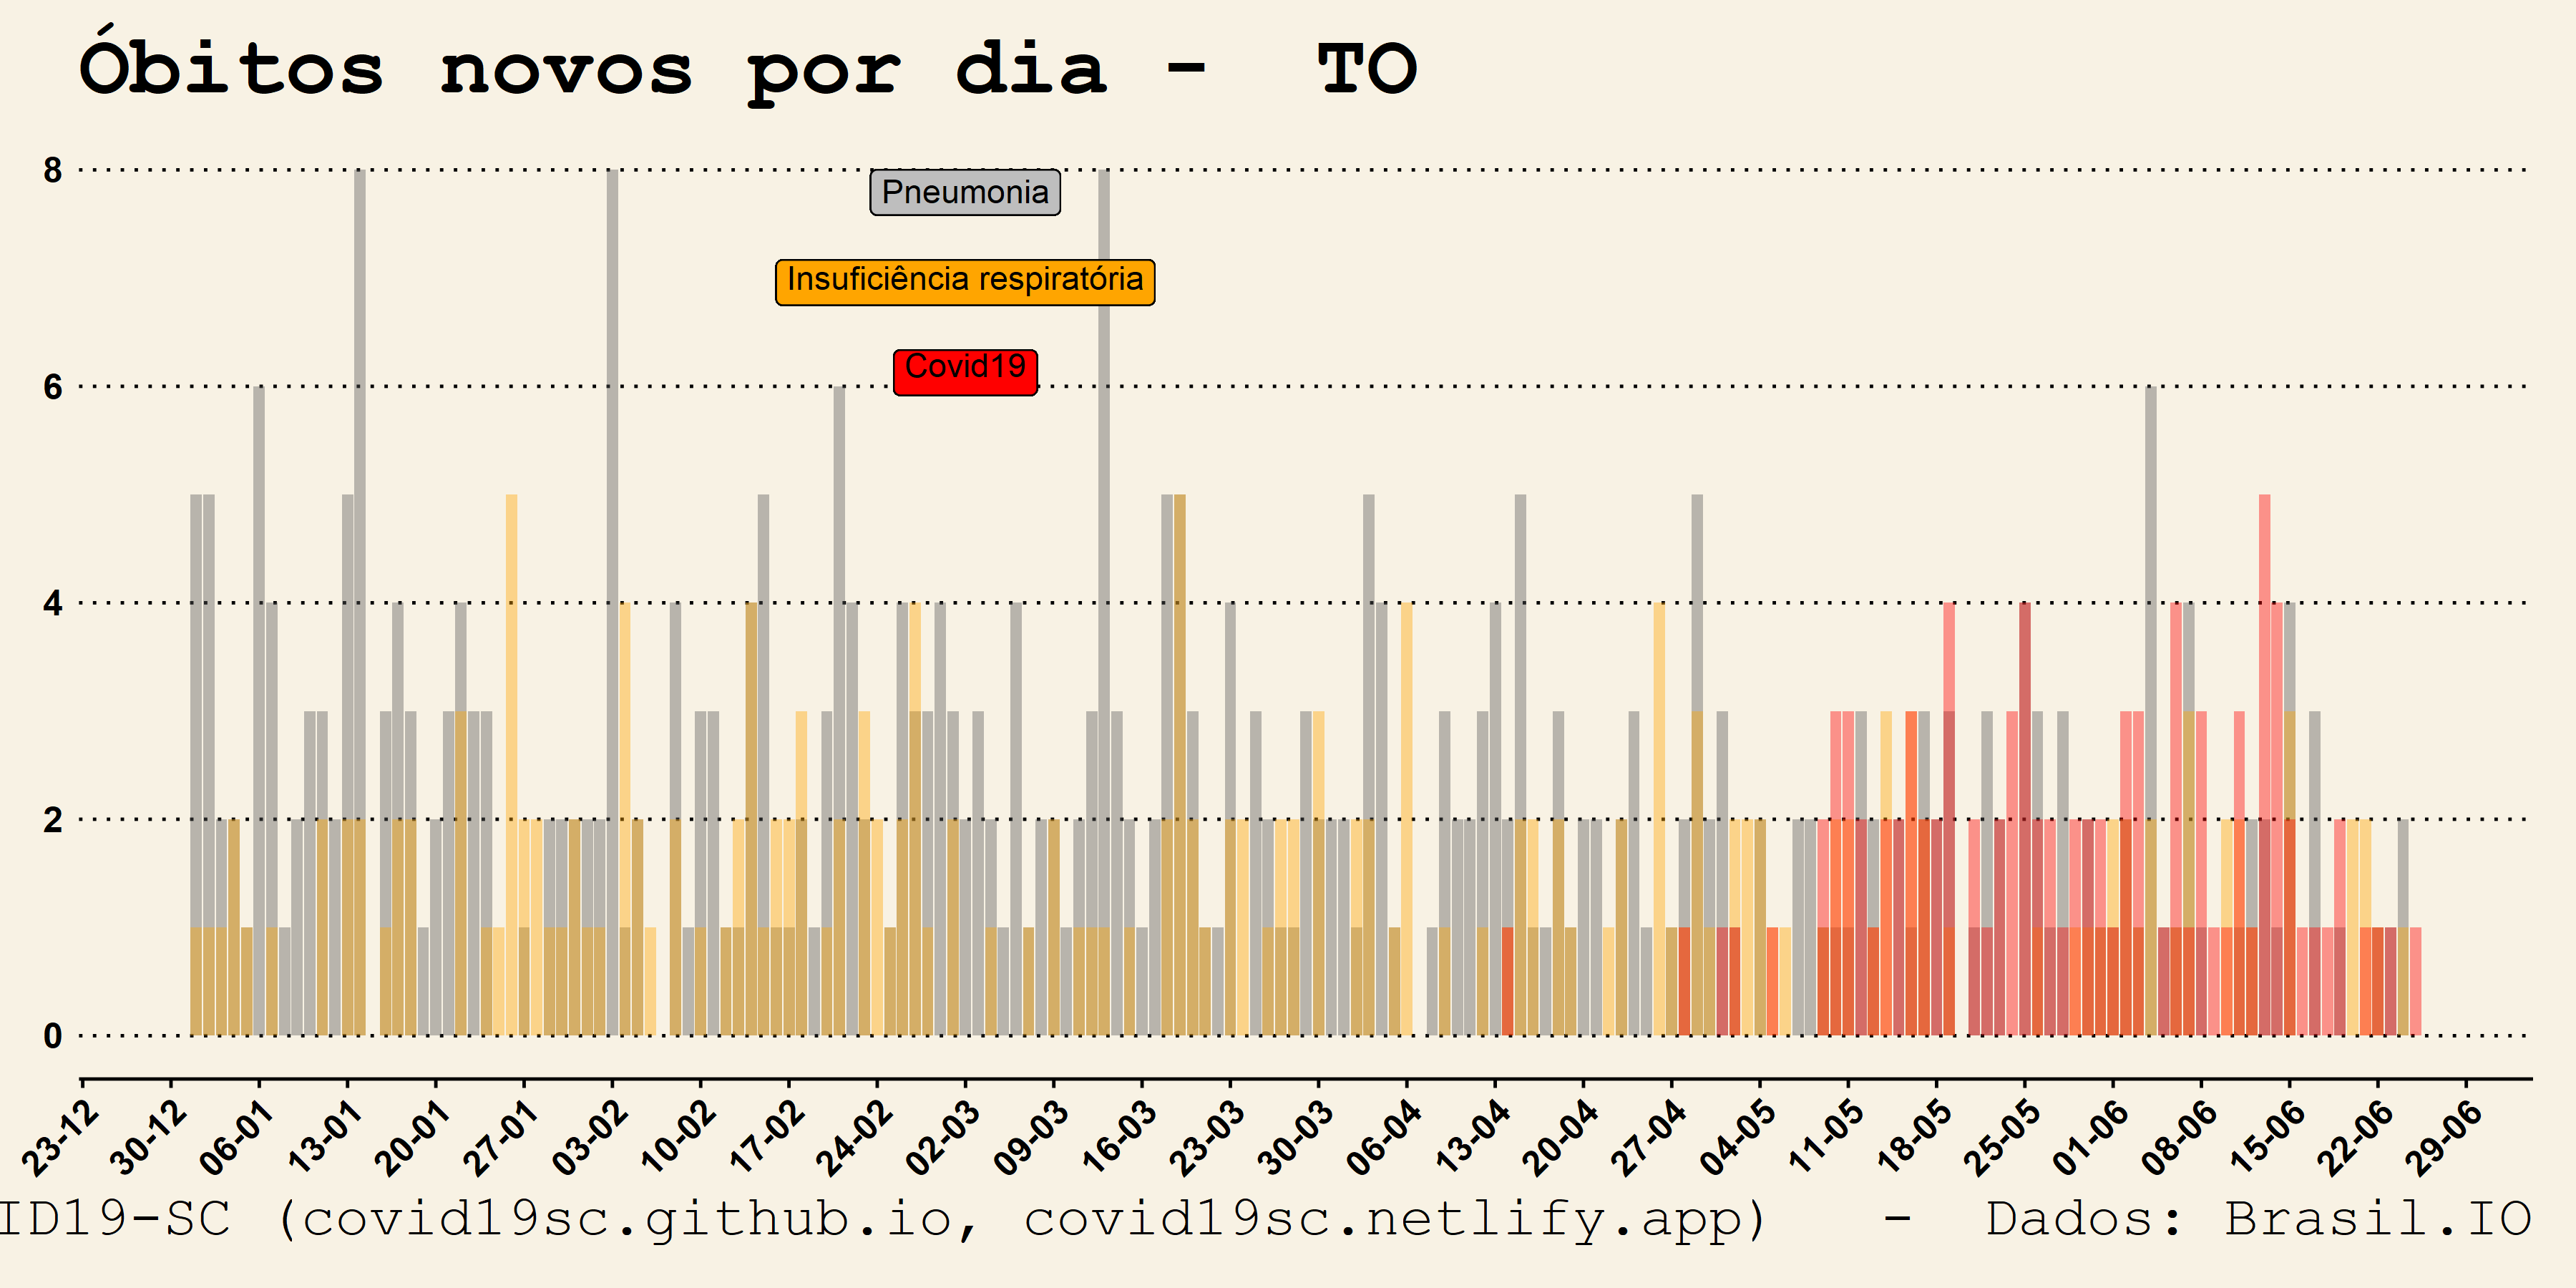 Óbitos novos por dia - TO
8
Pneumonia
Insuficiência respiratória
6
Covid19
4
2
0
23-12 30-12 06-01 13-01 20-01 27-01 03-02 10-02 17-02 24-02 02-03 09-03 16-03 23-03 30-03 06-04 13-04 20-04 27-04 04-05 11-05 18-05 25-05 01-06 08-06 15-06 22-06 29-06
ID19-SC (covid19sc.github.io, covid19sc.netlify.app) - Dados: Brasil.IO